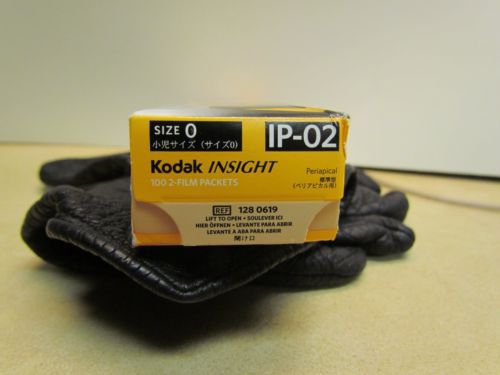 SIZE 0
小児サイズ (サイズ0)
IP-02
Kodak INSIGHT
100 2-FILM PACKETS
Periapical
標準型
(ペリアピカル用)
REF 128 0619
LIFT TO OPEN • SOULEVER ICI
HIER ÖFFNEN • LEVANTE PARA ABRIR
LEVANTE A ABA PARA ABRIR
開け口